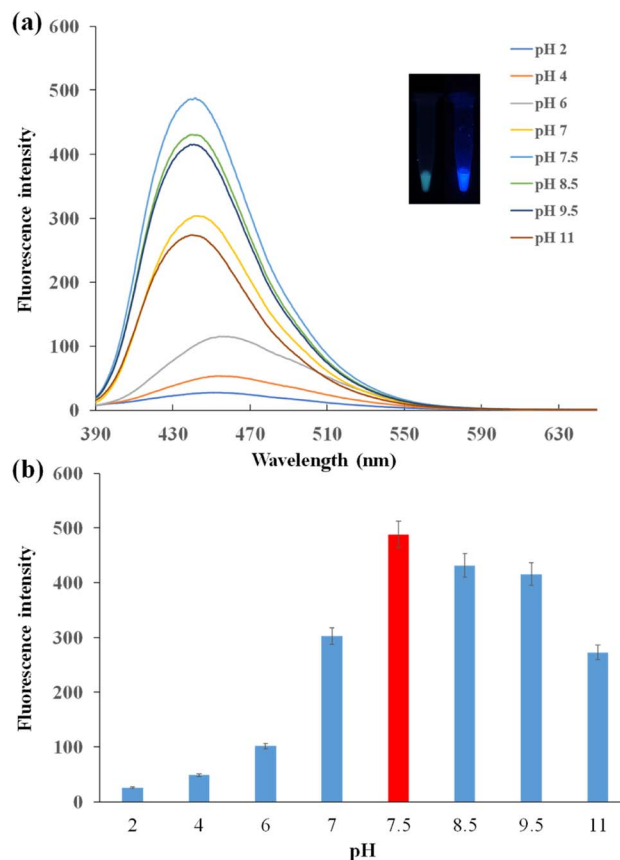 (a)
600
500
400
300
200
100
0
Fluorescence intensity
390 430 470 510 550 590 630
Wavelength (nm)
pH 2
pH 4
pH 6
pH 7
pH 7.5
pH 8.5
pH 9.5
pH 11
(b)
600
500
400
300
200
100
0
Fluorescence intensity
2 4 6 7 7.5 8.5 9.5 11
pH